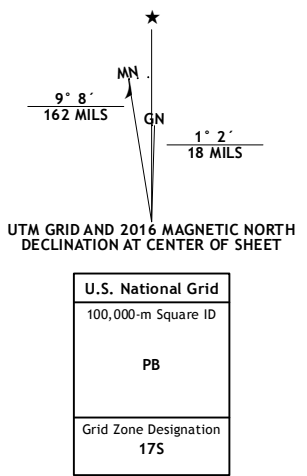 ★
MN
GN
9° 8´
162 MILS
1° 2´
18 MILS
UTM GRID AND 2016 MAGNETIC NORTH
DECLINATION AT CENTER OF SHEET
U.S. National Grid
100,000-m Square ID
PB
Grid Zone Designation
17S